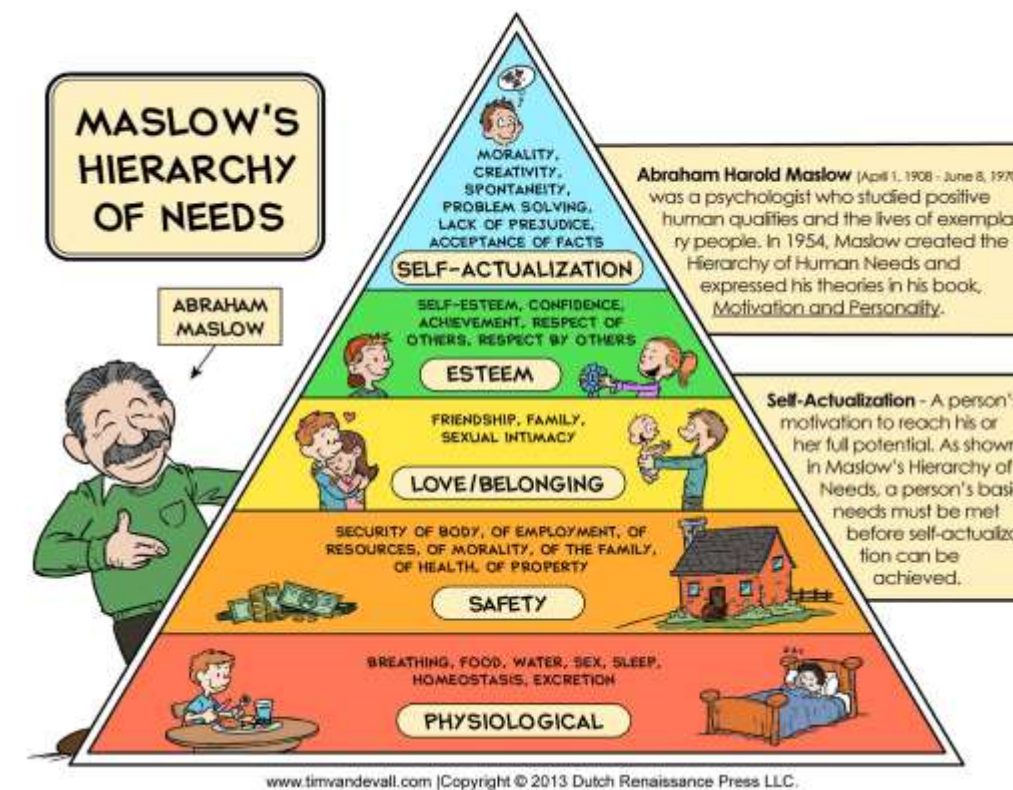 MASLOW'S
HIERARCHY
OF NEEDS
ABRAHAM
MASLOW
MORALITY,
CREATIVITY,
SPONTANEITY,
PROBLEM SOLVING,
LACK OF PREJUDICE,
ACCEPTANCE OF FACTS
SELF-ACTUALIZATION
SELF-ESTEEM, CONFIDENCE,
ACHIEVEMENT, RESPECT OF
OTHERS, RESPECT BY OTHERS
ESTEEM
FRIENDSHIP, FAMILY,
SEXUAL INTIMACY
LOVE/BELONGING
SECURITY OF BODY, OF EMPLOYMENT, OF
RESOURCES, OF MORALITY, OF THE FAMILY,
OF HEALTH, OF PROPERTY
SAFETY
BREATHING, FOOD, WATER, SEX, SLEEP,
HOMEOSTASIS, EXCRETION
PHYSIOLOGICAL
Abraham Harold Maslow (April 1, 1908 - June 8, 1970
was a psychologist who studied positive
human qualities and the lives of exempla
ry people. In 1954, Maslow created the
Hierarchy of Human Needs and
expressed his theories in his book,
Motivation and Personality.
Self-Actualization - A person'
motivation to reach his or
her full potential. As shown
in Maslow's Hierarchy of
Needs, a person's basi
needs must be met
before self-actualiza
tion can be
achieved.
www.timvandevall.com |Copyright © 2013 Dutch Renaissance Press LLC.